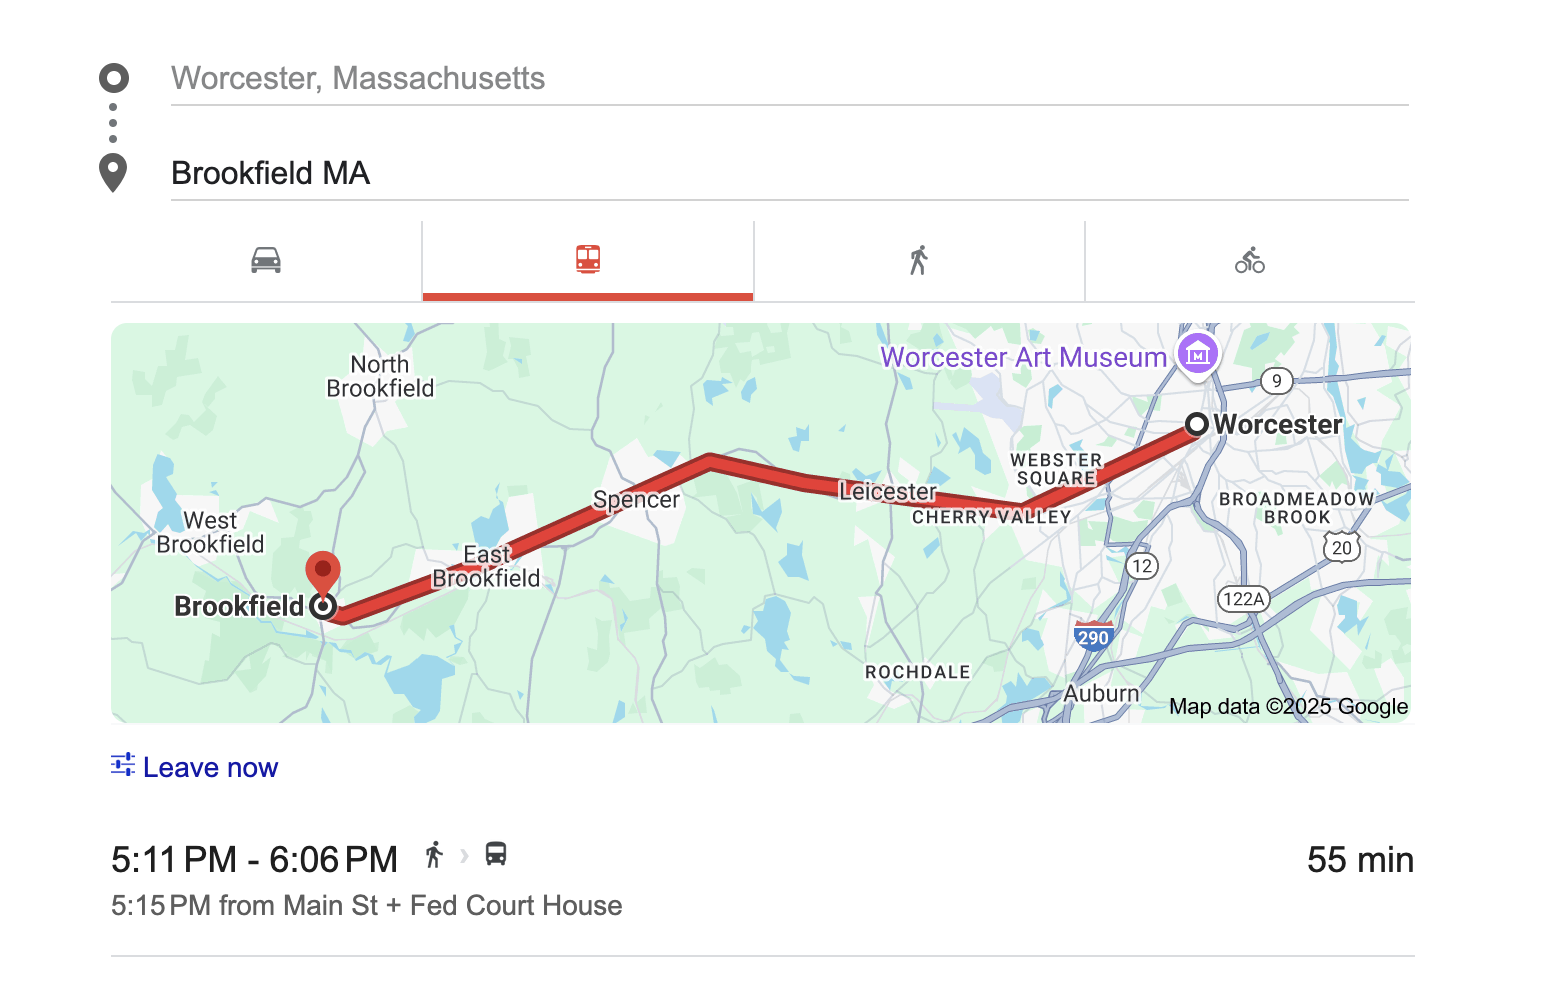 Worcester, Massachusetts
Brookfield MA
North
Brookfield
Worcester Art Museum
9
Worcester
WEBSTER
SQUARE
Spencer
Leicester
CHERRY VALLEY
BROADMEADOW
BROOK
West
Brookfield
20
East
Brookfield
12
Brookfield
122A
290
ROCHDALE
Auburn
Map data ©2025 Google
Leave now
5:11 PM - 6:06 PM
55 min
5:15 PM from Main St + Fed Court House